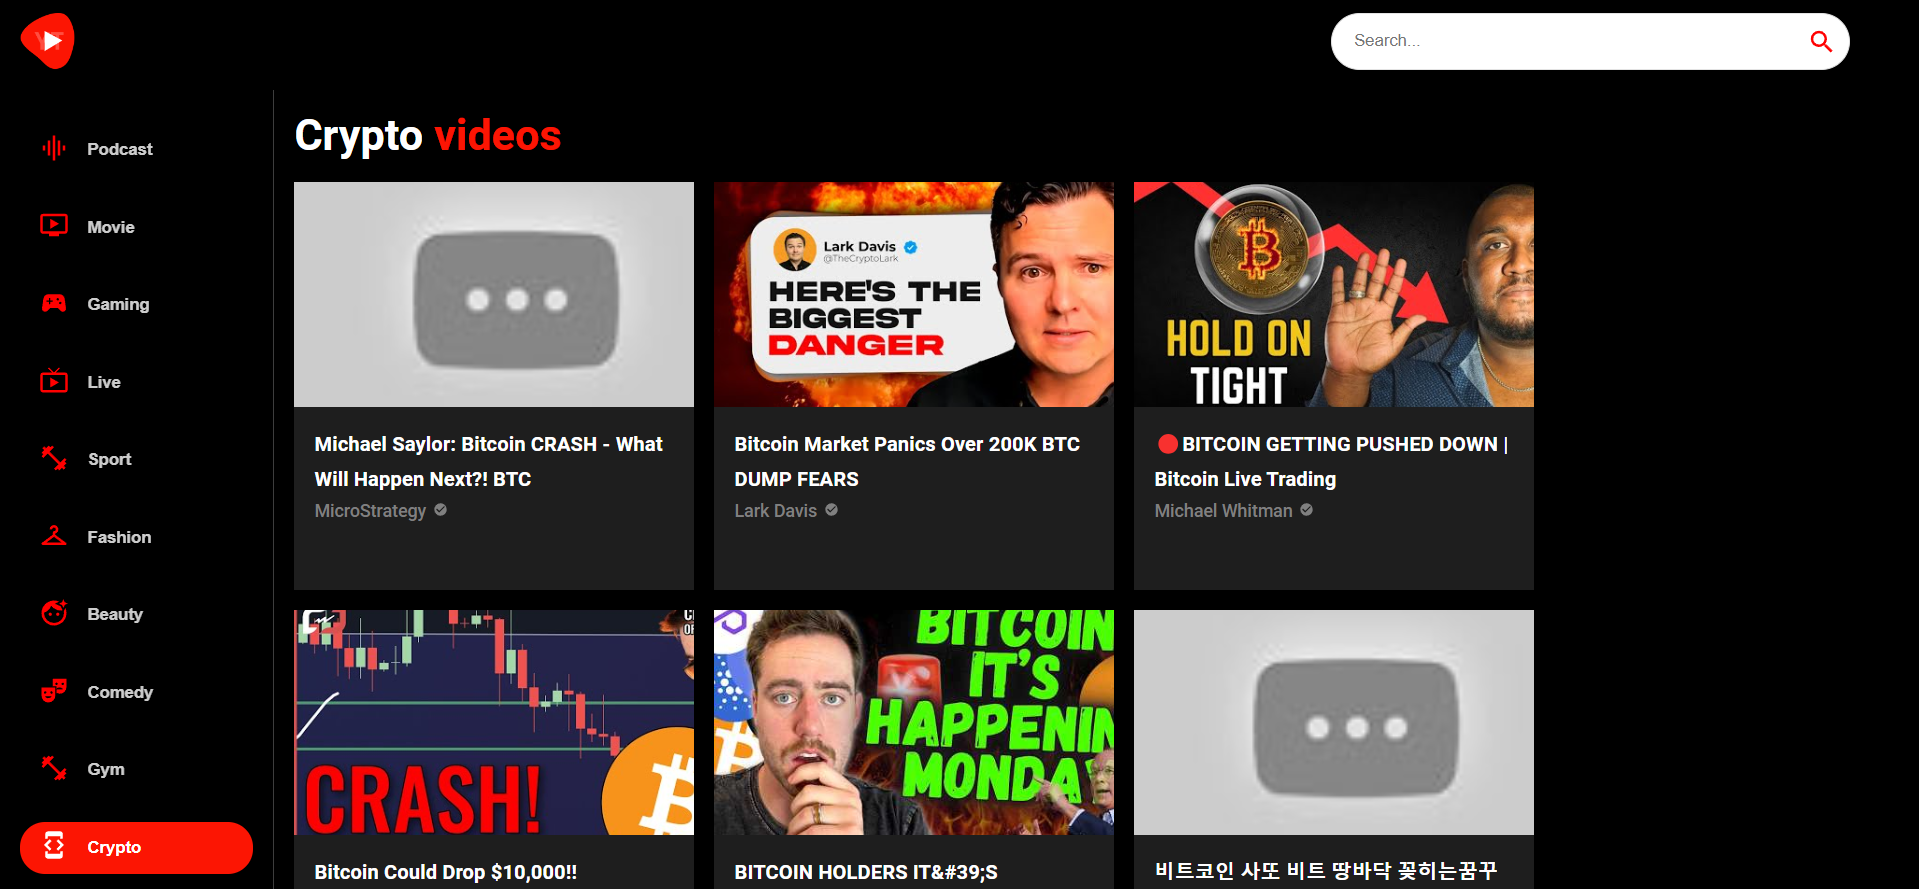 YT
Search...
Podcast
Movie
Gaming
Live
Sport
Fashion
Beauty
Comedy
Gym
Crypto
Crypto videos
Lark Davis
@TheCryptoLark
HERE'S THE
BIGGEST
DANGER
HOLD ON
TIGHT
Michael Saylor: Bitcoin CRASH - What
Will Happen Next?! BTC
MicroStrategy
Bitcoin Market Panics Over 200K BTC
DUMP FEARS
Lark Davis
🔴BITCOIN GETTING PUSHED DOWN |
Bitcoin Live Trading
Michael Whitman
CRASH!
BITCOIN
IT'S
HAPPENIN
MONDAY
Bitcoin Could Drop $10,000!!
BITCOIN HOLDERS IT&#39;S
비트코인 사또 비트 땅바닥 꽂히는꿈꾸